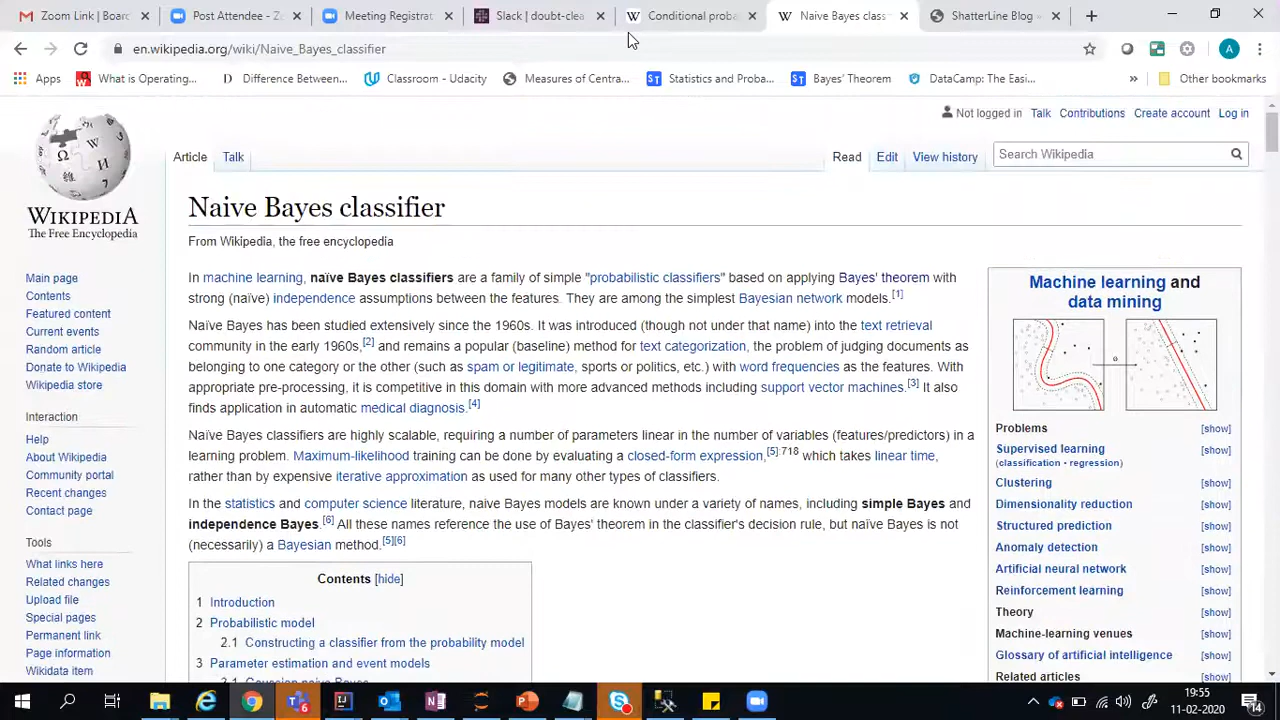 Zoom Link | Boar
PostAttendee - Z
Meeting Registrat
Slack | doubt-clea
Conditional proba
Naive Bayes class
ShatterLine Blog »
en.wikipedia.org/wiki/Naive_Bayes_classifier
A
Apps
What is Operating...
Difference Between...
Classroom - Udacity
Measures of Centra...
Statistics and Proba...
Bayes' Theorem
DataCamp: The Easi...
»
Other bookmarks
Not logged in Talk Contributions Create account Log in
Article Talk
Read Edit View history
Search Wikipedia
WIKIPEDIA
The Free Encyclopedia
Main page
Contents
Featured content
Current events
Random article
Donate to Wikipedia
Wikipedia store
Interaction
Help
About Wikipedia
Community portal
Recent changes
Contact page
Tools
What links here
Related changes
Upload file
Special pages
Permanent link
Page information
Wikidata item
Naive Bayes classifier
From Wikipedia, the free encyclopedia
In machine learning, naïve Bayes classifiers are a family of simple "probabilistic classifiers" based on applying Bayes' theorem with
strong (naïve) independence assumptions between the features. They are among the simplest Bayesian network models.[1]
Naïve Bayes has been studied extensively since the 1960s. It was introduced (though not under that name) into the text retrieval
community in the early 1960s,[2] and remains a popular (baseline) method for text categorization, the problem of judging documents as
belonging to one category or the other (such as spam or legitimate, sports or politics, etc.) with word frequencies as the features. With
appropriate pre-processing, it is competitive in this domain with more advanced methods including support vector machines.[3] It also
finds application in automatic medical diagnosis.[4]
Naïve Bayes classifiers are highly scalable, requiring a number of parameters linear in the number of variables (features/predictors) in a
learning problem. Maximum-likelihood training can be done by evaluating a closed-form expression,[5]:718 which takes linear time,
rather than by expensive iterative approximation as used for many other types of classifiers.
In the statistics and computer science literature, naive Bayes models are known under a variety of names, including simple Bayes and
independence Bayes.[6] All these names reference the use of Bayes' theorem in the classifier's decision rule, but naïve Bayes is not
(necessarily) a Bayesian method.[5][6]
Contents [hide]
1 Introduction
2 Probabilistic model
2.1 Constructing a classifier from the probability model
3 Parameter estimation and event models
2.1 Gaussian naïve Bayes
Machine learning and
data mining
Problems [show]
Supervised learning [show]
(classification • regression)
Clustering [show]
Dimensionality reduction [show]
Structured prediction [show]
Anomaly detection [show]
Artificial neural network [show]
Reinforcement learning [show]
Theory [show]
Machine-learning venues [show]
Glossary of artificial intelligence [show]
Related articles [show]
19:55
11-02-2020
14